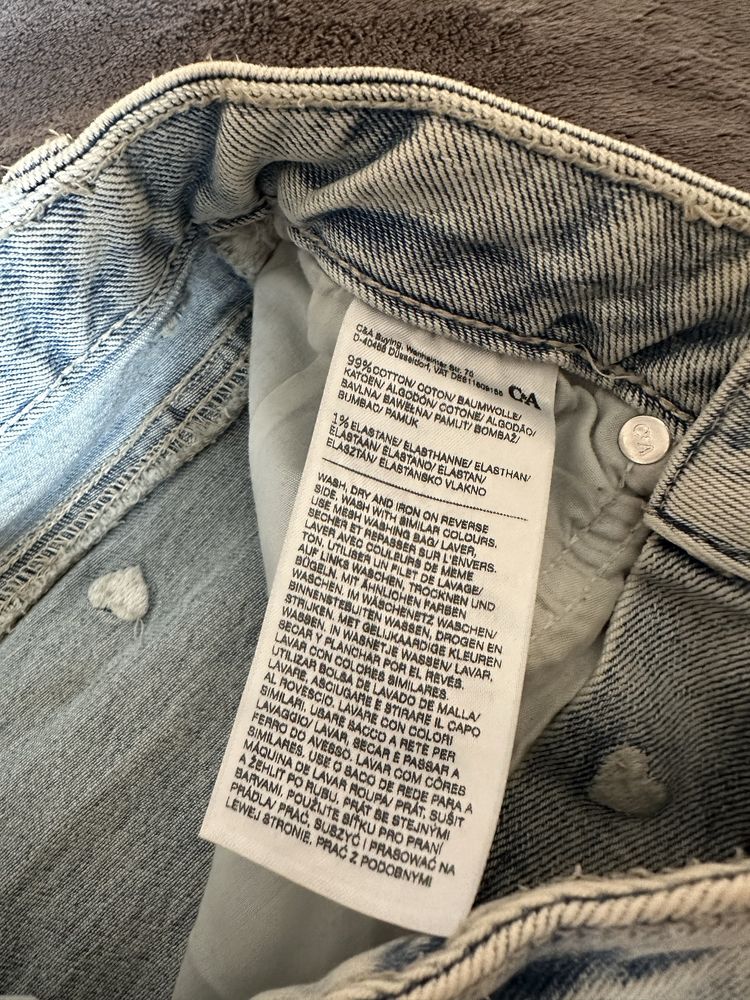 C&A Buying, Wanheimer Str. 70
D-40468 Düsseldorf, VAT DE811609155
C&A
99% COTTON/ COTON/ BAUMWOLLE/
KATOEN/ ALGODÓN/ COTONE/ ALGODÃO/
BAVLNA/ BAWEŁNA/ PAMUT/ BOMBAŽ/
BUMBAC/ PAMUK
1% ELASTANE/ ELASTHANNE/ ELASTHAN/
ELASTAAN/ ELASTANO/ ELASTAN/
ELASZTÁN/ ELASTANSKO VLAKNO
WASH, DRY AND IRON ON REVERSE
SIDE, WASH WITH SIMILAR COLOURS.
USE MESH WASHING BAG/ LAVER,
SECHER ET REPASSER SUR L'ENVERS.
LAVER AVEC COULEURS DE MEME
TON, UTILISER UN FILET DE LAVAGE/
AUF LINKS WASCHEN, TROCKNEN UND
BÜGELN. MIT ÄHNLICHEN FARBEN
WASCHEN. IM WASCHENETZ WASCHEN/
BINNENSTEBUITEN WASSEN, DROGEN EN
STRIJKEN, MET GELIJKAARDIGE KLEUREN
WASSEN. IN WASNETJE WASSEN/ LAVAR,
SECAR Y PLANCHAR POR EL REVÉS.
LAVAR CON COLORES SIMILARES.
UTILIZAR BOLSA DE LAVADO DE MALLA/
LAVARE, ASCIUGARE E STIRARE IL CAPO
AL ROVESCIO. LAVARE CON COLORI
SIMILARI. USARE SACCO A RETE PER
LAVAGGIO/ LAVAR, SECAR E PASSAR A
FERRO DO AVESSO. LAVAR COM CÔRES
SIMILARES. USE O SACO DE REDE PARA A
MÁQUINA DE LAVAR ROUPA/ PRÁT, SUŠIT
A ŽEHLIT PO RUBU. PRÁT SE STEJNÝMI
BARVAMI. POUŽIJTE SÍŤKU PRO PRANÍ
PRÁDLA/ PRAĆ, SUSZYĆ I PRASOWAĆ NA
LEWEJ STRONIE. PRAĆ Z PODOBNYMI
C&A